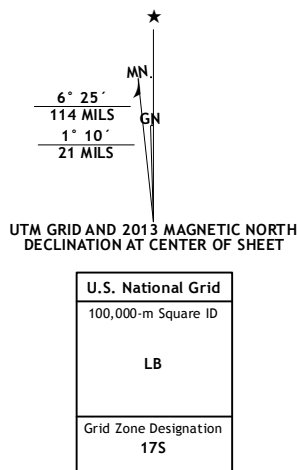 ★
MN.
6° 25´
114 MILS
GN
1° 10´
21 MILS
UTM GRID AND 2013 MAGNETIC NORTH
DECLINATION AT CENTER OF SHEET
U.S. National Grid
100,000-m Square ID
LB
Grid Zone Designation
17S